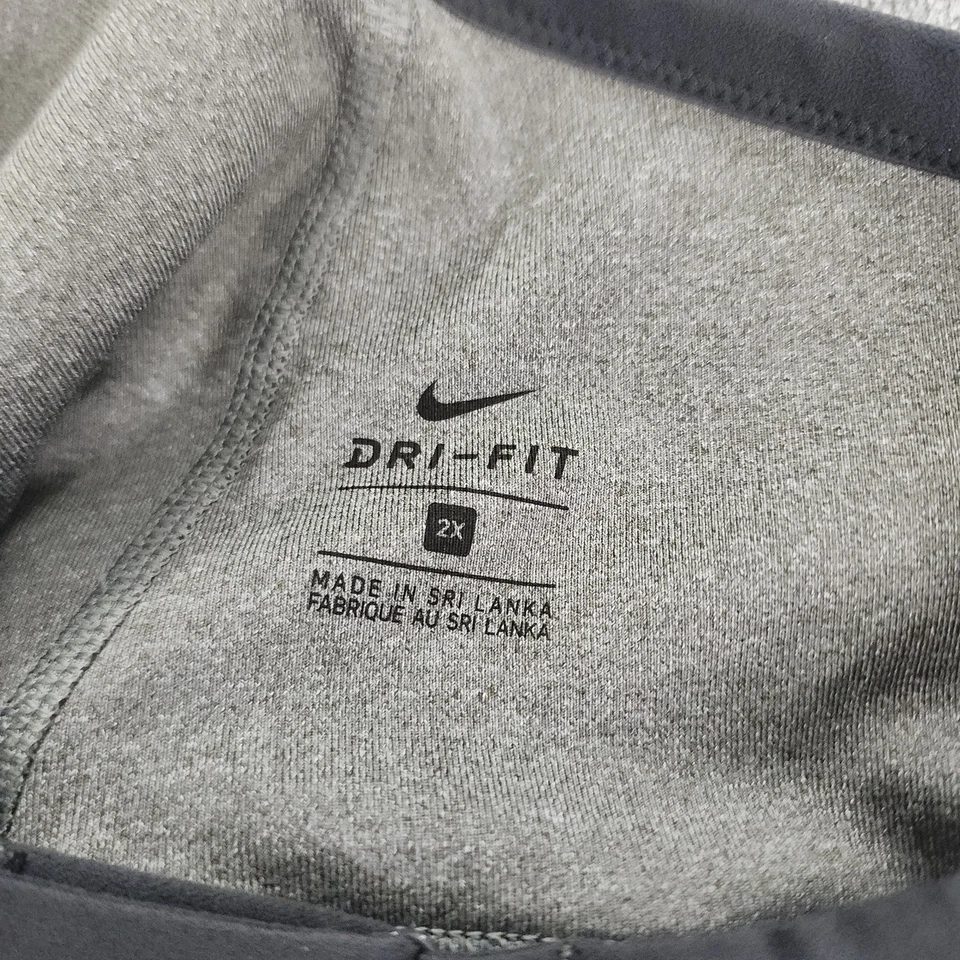 DRI-FIT
2X
MADE IN SRI LANKA
FABRIQUE AU SRI LANKA